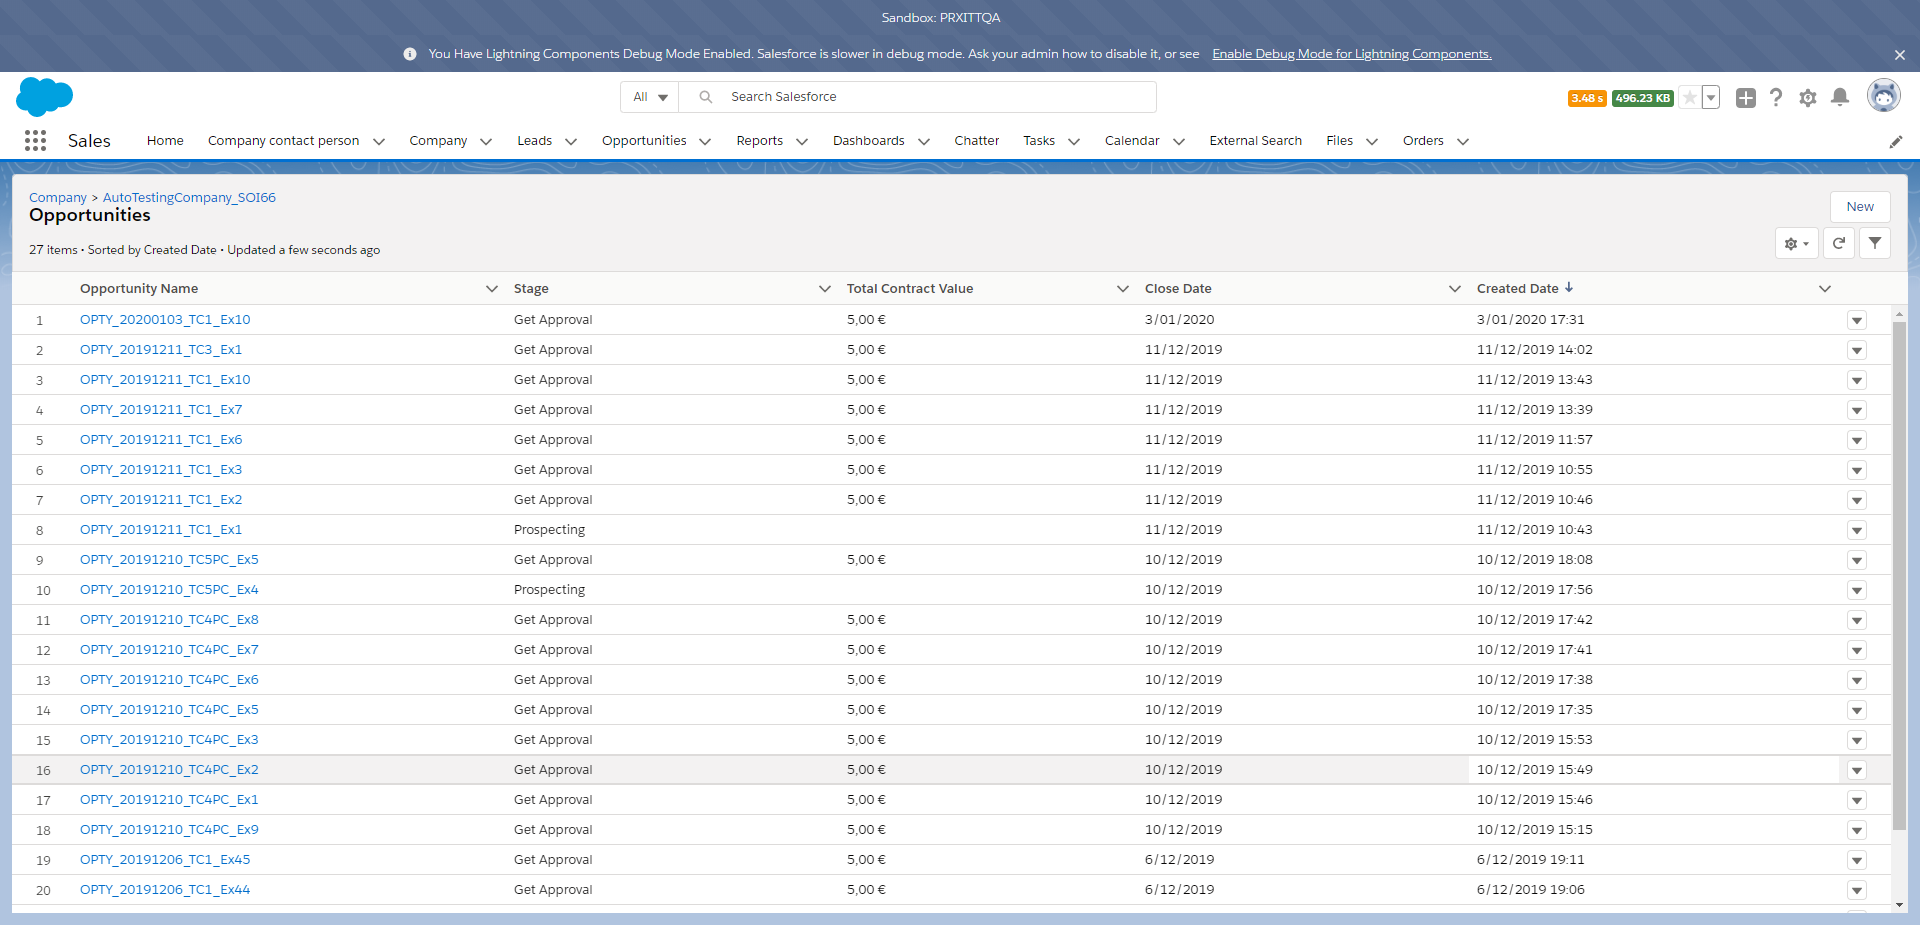 Sandbox: PRXITTQA
You Have Lightning Components Debug Mode Enabled. Salesforce is slower in debug mode. Ask your admin how to disable it, or see Enable Debug Mode for Lightning Components.
All Search Salesforce 3.48 s 496.23 KB
Sales Home Company contact person Company Leads Opportunities Reports Dashboards Chatter Tasks Calendar External Search Files Orders
Company > AutoTestingCompany_SOI66
Opportunities
New
27 items • Sorted by Created Date • Updated a few seconds ago
Opportunity Name Stage Total Contract Value Close Date Created Date
1 OPTY_20200103_TC1_Ex10 Get Approval 5,00 € 3/01/2020 3/01/2020 17:31
2 OPTY_20191211_TC3_Ex1 Get Approval 5,00 € 11/12/2019 11/12/2019 14:02
3 OPTY_20191211_TC1_Ex10 Get Approval 5,00 € 11/12/2019 11/12/2019 13:43
4 OPTY_20191211_TC1_Ex7 Get Approval 5,00 € 11/12/2019 11/12/2019 13:39
5 OPTY_20191211_TC1_Ex6 Get Approval 5,00 € 11/12/2019 11/12/2019 11:57
6 OPTY_20191211_TC1_Ex3 Get Approval 5,00 € 11/12/2019 11/12/2019 10:55
7 OPTY_20191211_TC1_Ex2 Get Approval 5,00 € 11/12/2019 11/12/2019 10:46
8 OPTY_20191211_TC1_Ex1 Prospecting 11/12/2019 11/12/2019 10:43
9 OPTY_20191210_TC5PC_Ex5 Get Approval 5,00 € 10/12/2019 10/12/2019 18:08
10 OPTY_20191210_TC5PC_Ex4 Prospecting 10/12/2019 10/12/2019 17:56
11 OPTY_20191210_TC4PC_Ex8 Get Approval 5,00 € 10/12/2019 10/12/2019 17:42
12 OPTY_20191210_TC4PC_Ex7 Get Approval 5,00 € 10/12/2019 10/12/2019 17:41
13 OPTY_20191210_TC4PC_Ex6 Get Approval 5,00 € 10/12/2019 10/12/2019 17:38
14 OPTY_20191210_TC4PC_Ex5 Get Approval 5,00 € 10/12/2019 10/12/2019 17:35
15 OPTY_20191210_TC4PC_Ex3 Get Approval 5,00 € 10/12/2019 10/12/2019 15:53
16 OPTY_20191210_TC4PC_Ex2 Get Approval 5,00 € 10/12/2019 10/12/2019 15:49
17 OPTY_20191210_TC4PC_Ex1 Get Approval 5,00 € 10/12/2019 10/12/2019 15:46
18 OPTY_20191210_TC4PC_Ex9 Get Approval 5,00 € 10/12/2019 10/12/2019 15:15
19 OPTY_20191206_TC1_Ex45 Get Approval 5,00 € 6/12/2019 6/12/2019 19:11
20 OPTY_20191206_TC1_Ex44 Get Approval 5,00 € 6/12/2019 6/12/2019 19:06